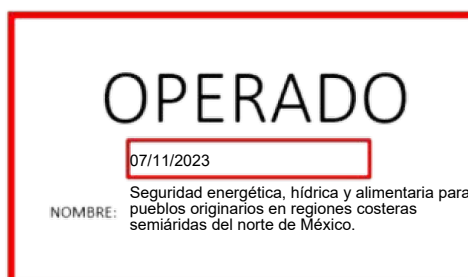 OPERADO
07/11/2023
Seguridad energética, hídrica y alimentaria para
NOMBRE: pueblos originarios en regiones costeras
semiáridas del norte de México.